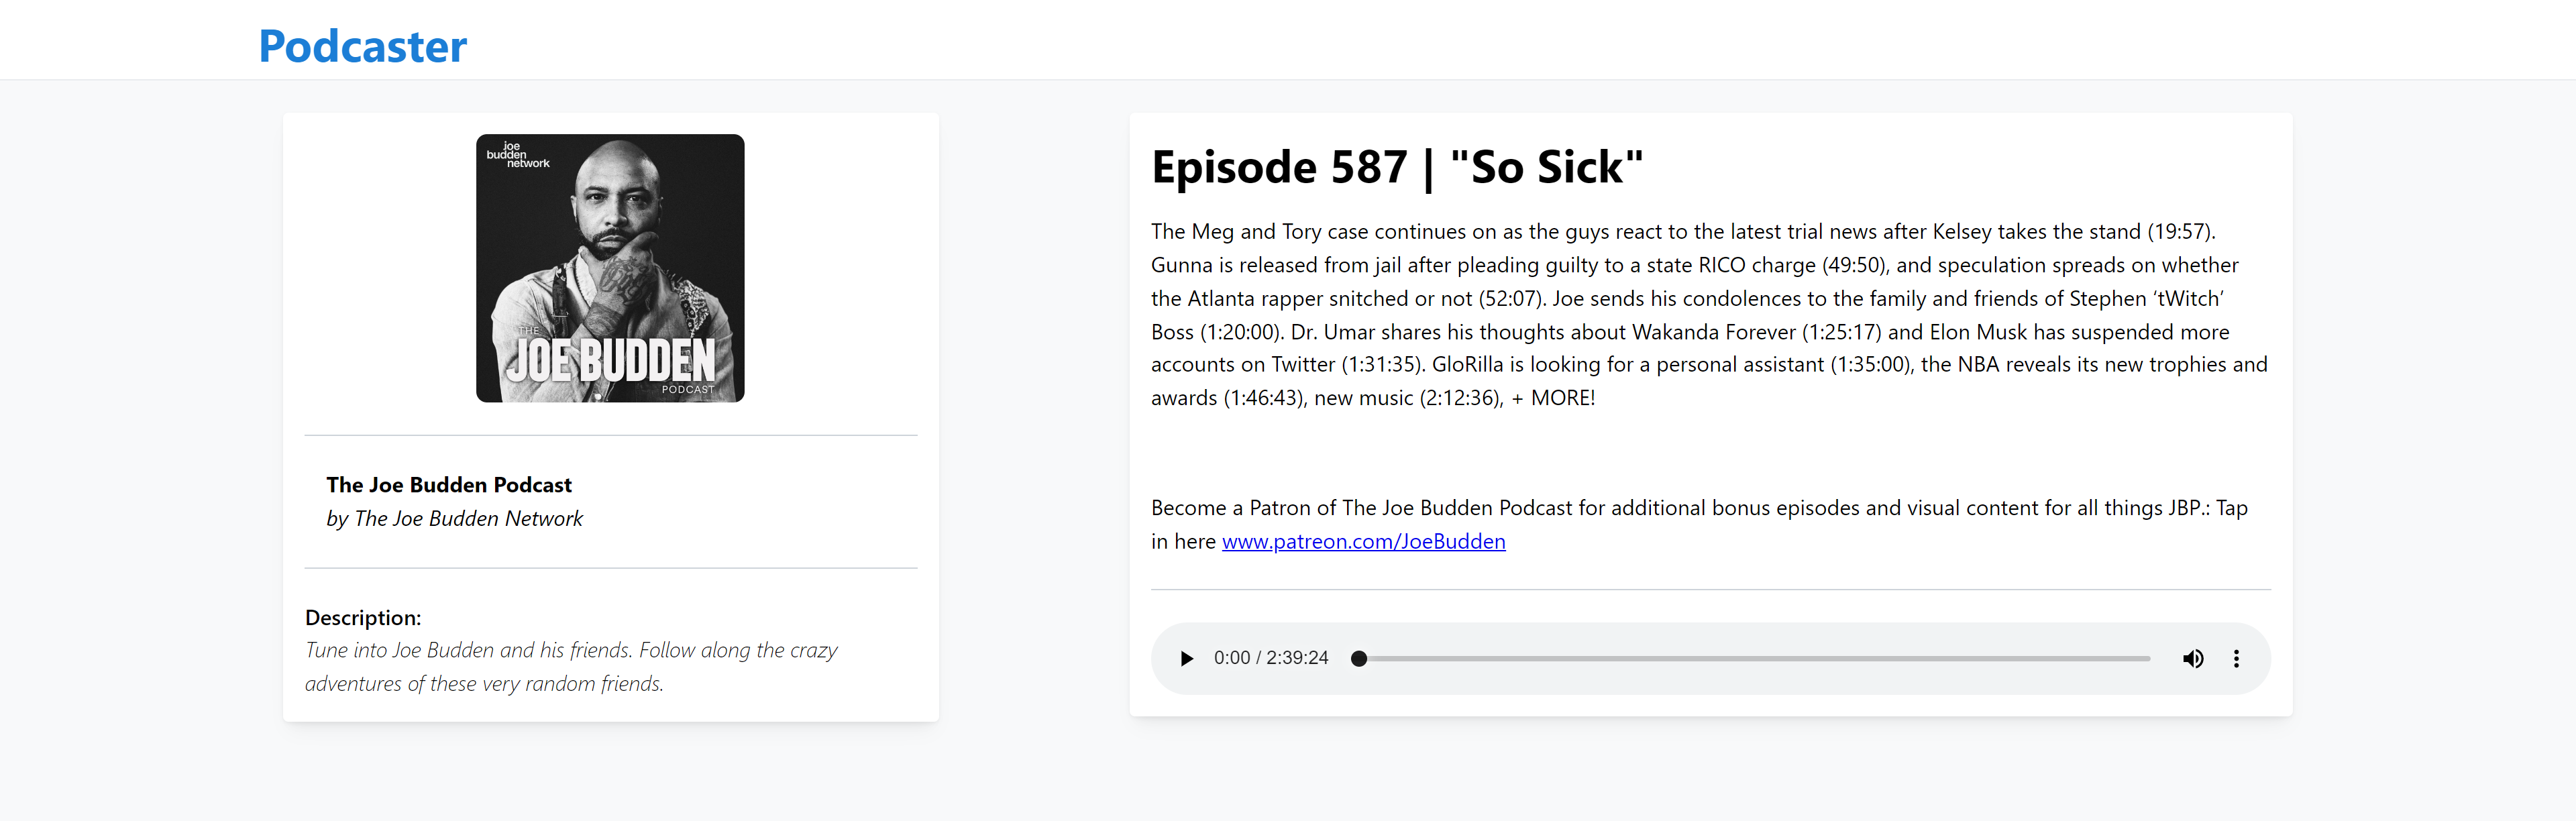 Podcaster
joe
budden
network
THE
JOE BUDDEN
PODCAST
The Joe Budden Podcast
by The Joe Budden Network
Description:
Tune into Joe Budden and his friends. Follow along the crazy
adventures of these very random friends.
Episode 587 | "So Sick"
The Meg and Tory case continues on as the guys react to the latest trial news after Kelsey takes the stand (19:57).
Gunna is released from jail after pleading guilty to a state RICO charge (49:50), and speculation spreads on whether
the Atlanta rapper snitched or not (52:07). Joe sends his condolences to the family and friends of Stephen ‘tWitch’
Boss (1:20:00). Dr. Umar shares his thoughts about Wakanda Forever (1:25:17) and Elon Musk has suspended more
accounts on Twitter (1:31:35). GloRilla is looking for a personal assistant (1:35:00), the NBA reveals its new trophies and
awards (1:46:43), new music (2:12:36), + MORE!
Become a Patron of The Joe Budden Podcast for additional bonus episodes and visual content for all things JBP.: Tap
in here www.patreon.com/JoeBudden
0:00 / 2:39:24